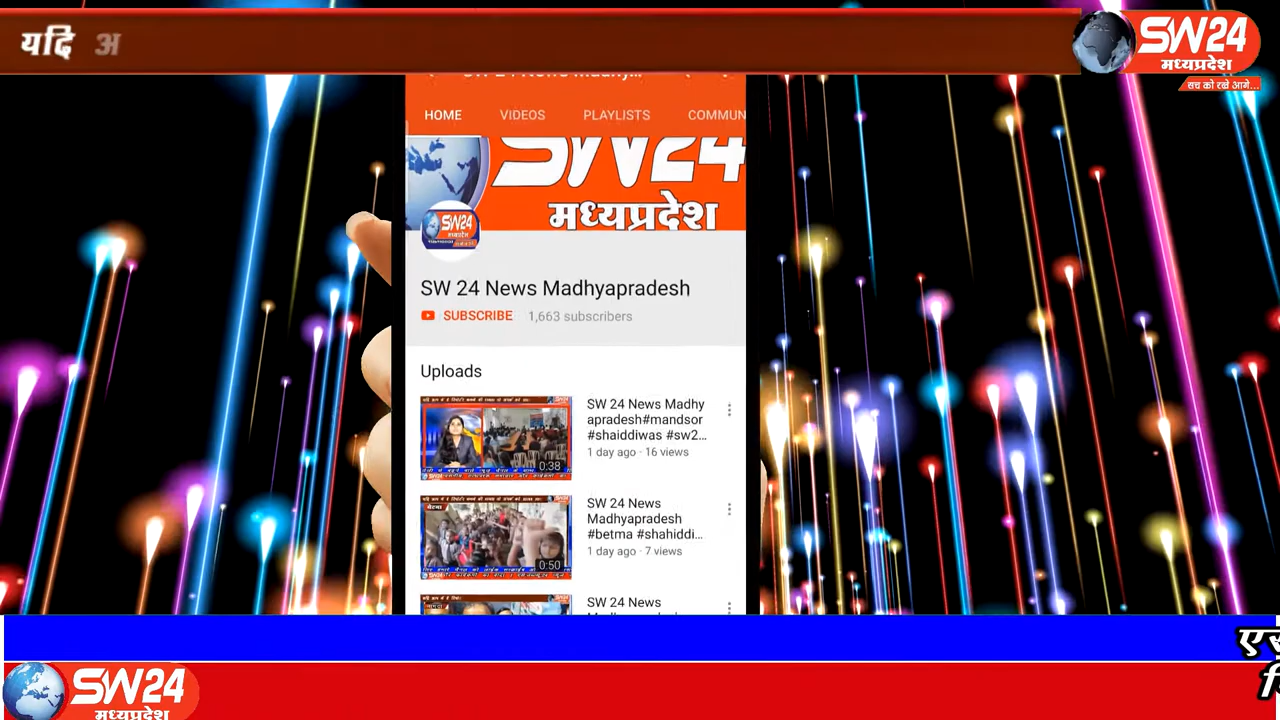 यदि अ
SW24
मध्यप्रदेश
सच को रखे आगे...
HOME VIDEOS PLAYLISTS COMMUN
SW24
मध्यप्रदेश
SW24
SW 24 News Madhyapradesh
SUBSCRIBE 1,663 subscribers
Uploads
SW 24 News Madhy
apradesh#mandsor
#shaiddiwas #sw2...
1 day ago · 16 views
0:38
SW 24 News
Madhyapradesh
#betma #shahiddi...
1 day ago · 7 views
बेटमा
0:50
SW 24 News
SW24
मध्यप्रदेश